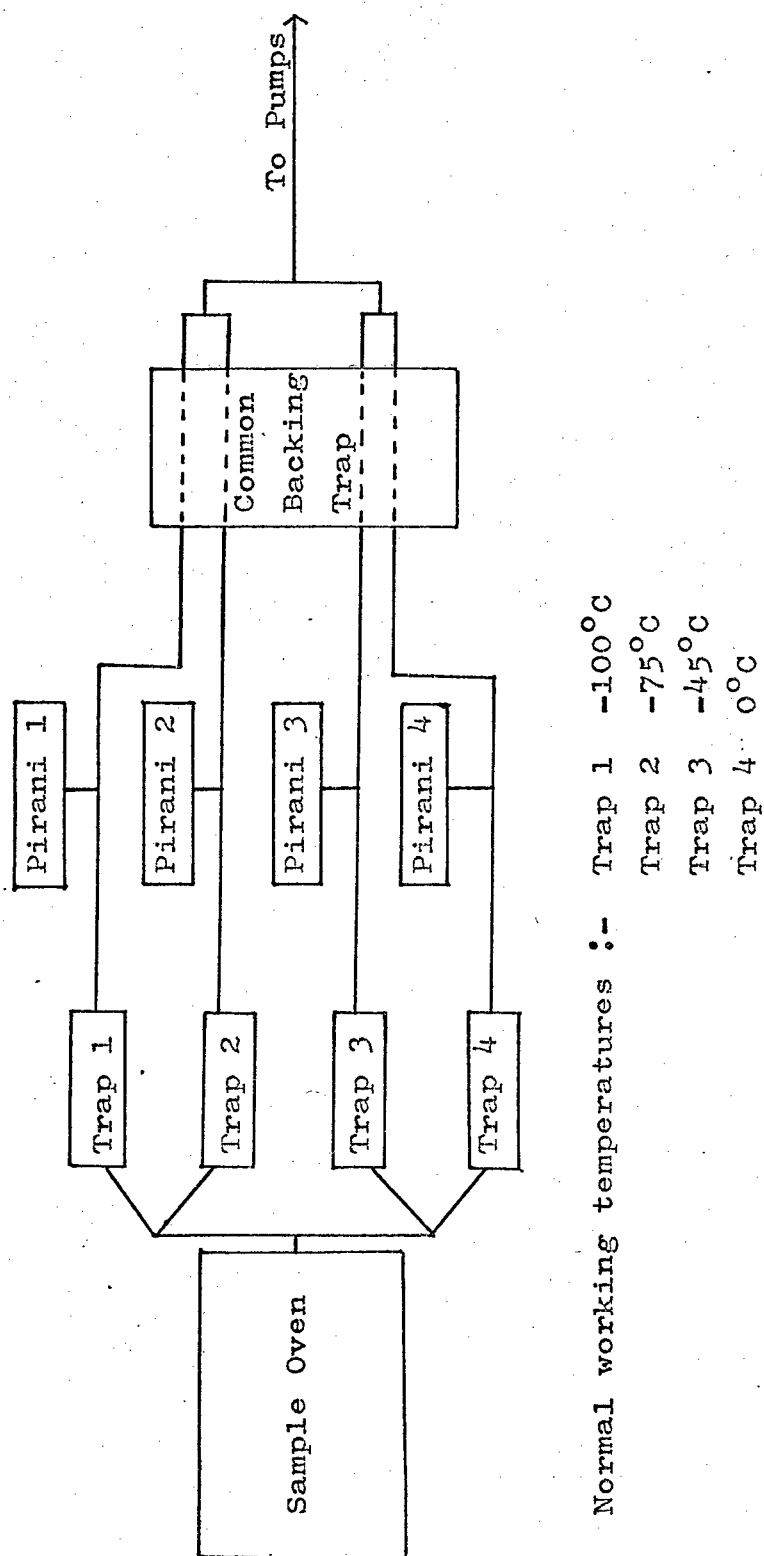 Sample Oven
Trap 1
Trap 2
Trap 3
Trap 4
Pirani 1
Pirani 2
Pirani 3
Pirani 4
Common
Backing
Trap
To Pumps
Normal working temperatures :- Trap 1 -100°C
Trap 2 -75°C
Trap 3 -45°C
Trap 4 0°C